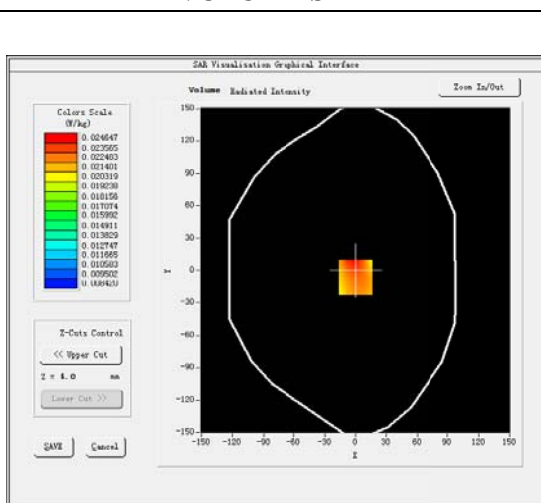 SAR Visualisation Graphical Interface
Volume Radiated Intensity
Zoom In/Out
Colors Scale
(W/kg)
0.024647
0.023565
0.022483
0.021401
0.020319
0.019238
0.018156
0.017074
0.015992
0.014911
0.013829
0.012747
0.011665
0.010583
0.009502
0.008420
150
120
90
60
30
0
-30
-60
-90
-120
-150
Y
-150 -120 -90 -60 -30 0 30 60 90 120 150
X
Z-Cuts Control
<< Upper Cut
Z = 4.0 mm
Lower Cut >>
SAVE
Cancel